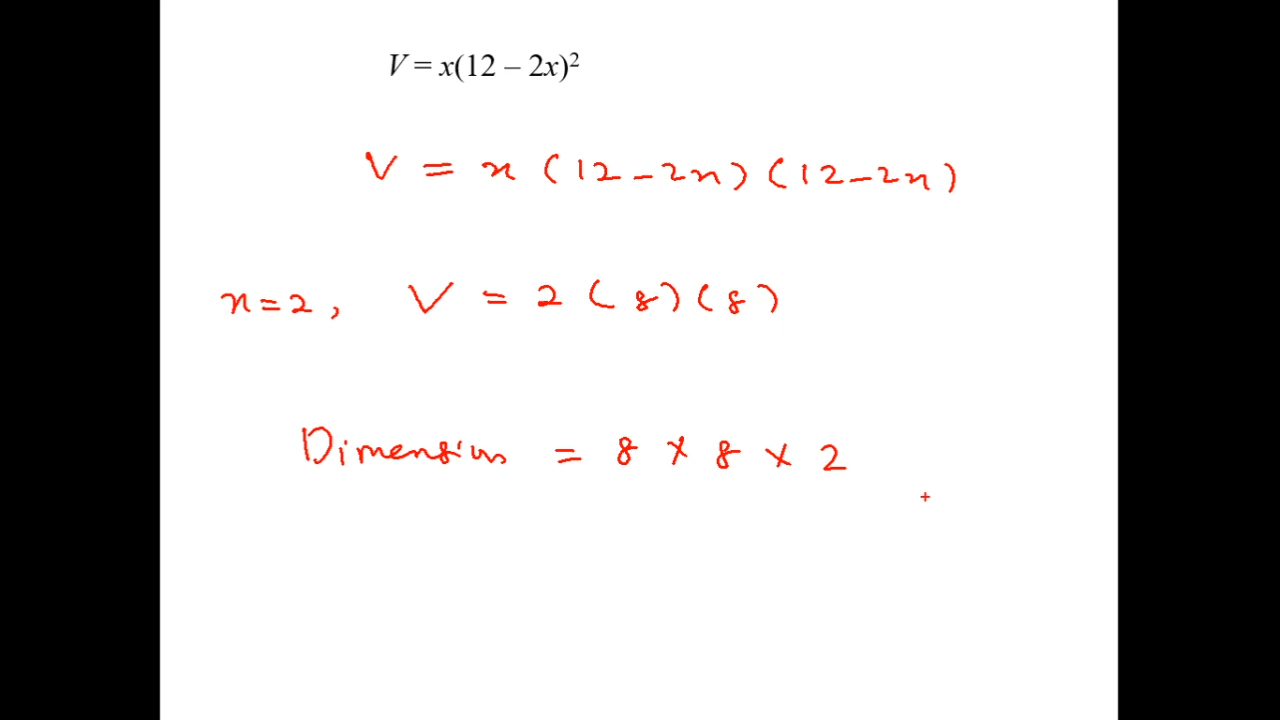 V = x(12 – 2x)²
V = x (12-2x) (12-2x)
x=2, V = 2 (8) (8)
Dimension = 8 × 8 × 2